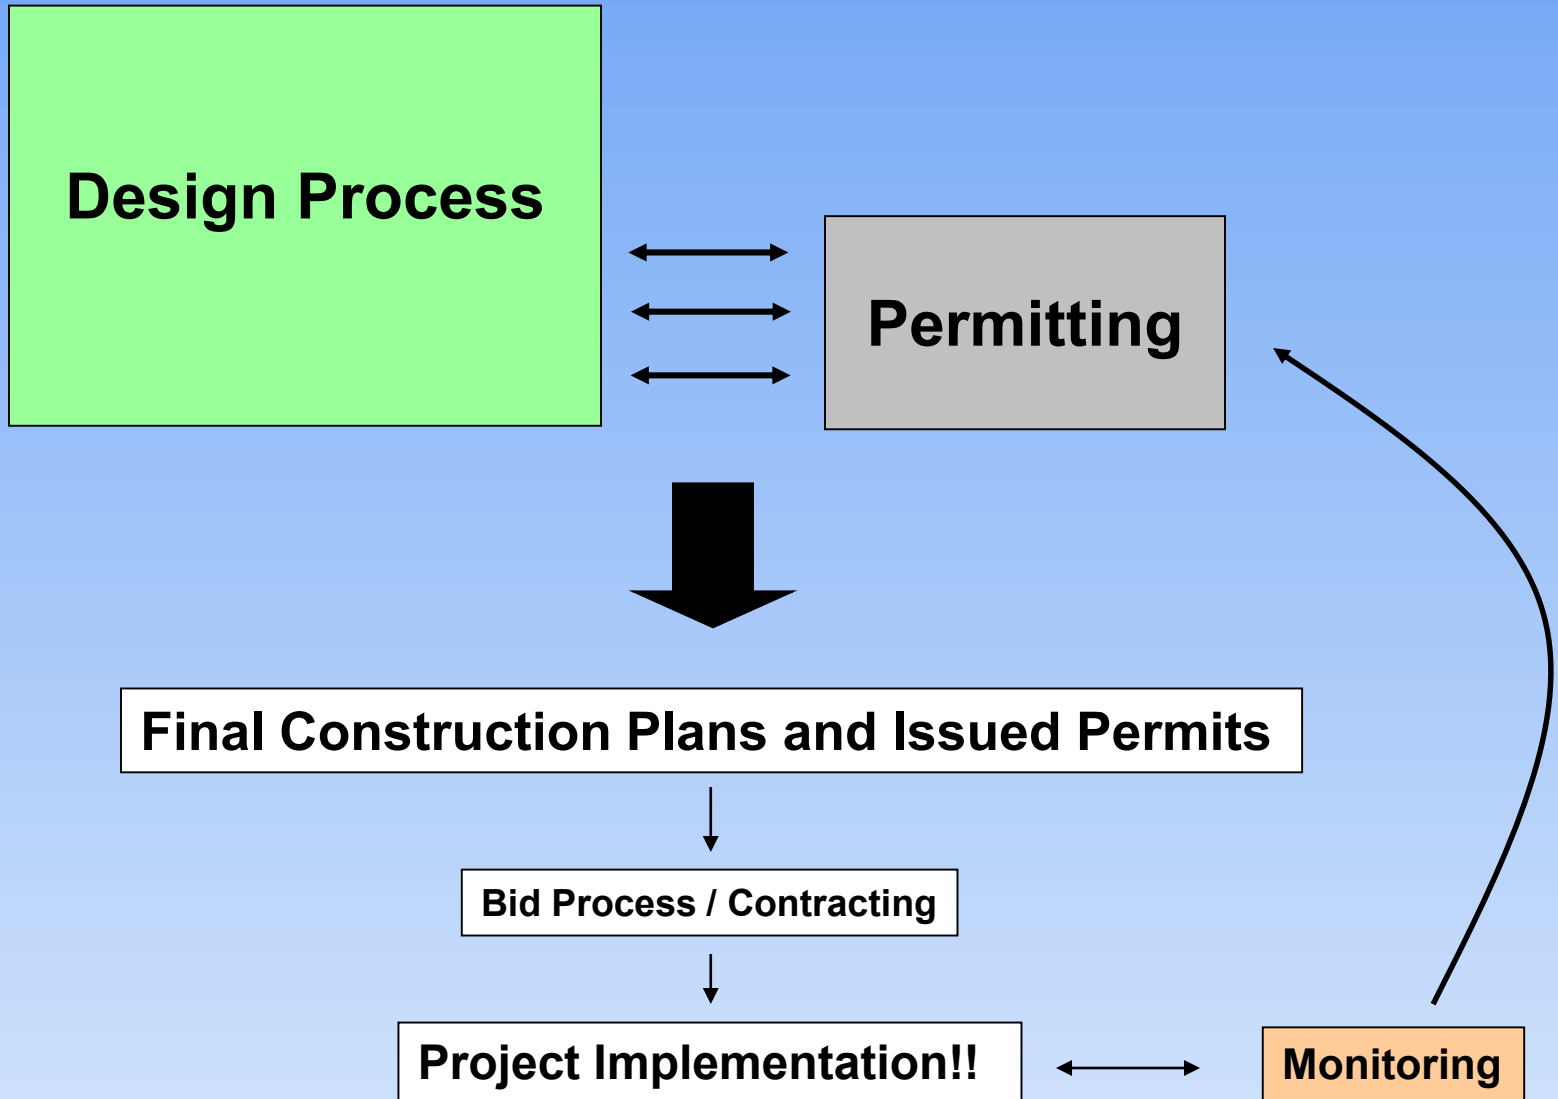 Design Process
Permitting
Final Construction Plans and Issued Permits
Bid Process / Contracting
Project Implementation!!
Monitoring